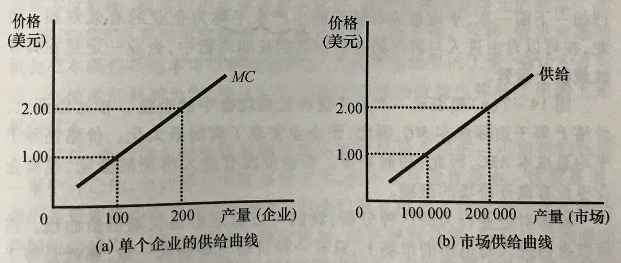 价格
(美元)
MC
2.00
1.00
0
100
200
产量 (企业)
(a) 单个企业的供给曲线
价格
(美元)
供给
2.00
1.00
0
100 000
200 000
产量 (市场)
(b) 市场供给曲线